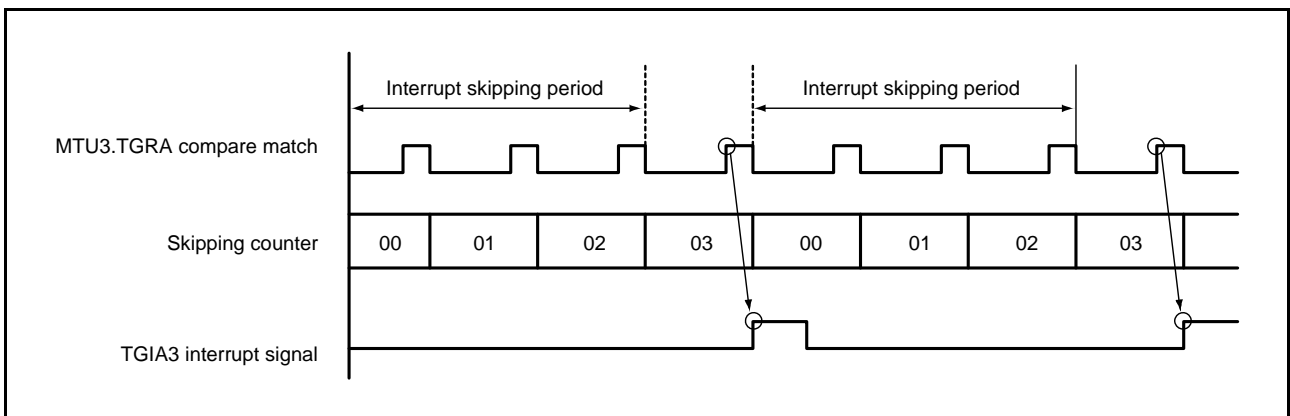 Interrupt skipping period Interrupt skipping period
MTU3.TGRA compare match
Skipping counter 00 01 02 03 00 01 02 03
TGIA3 interrupt signal